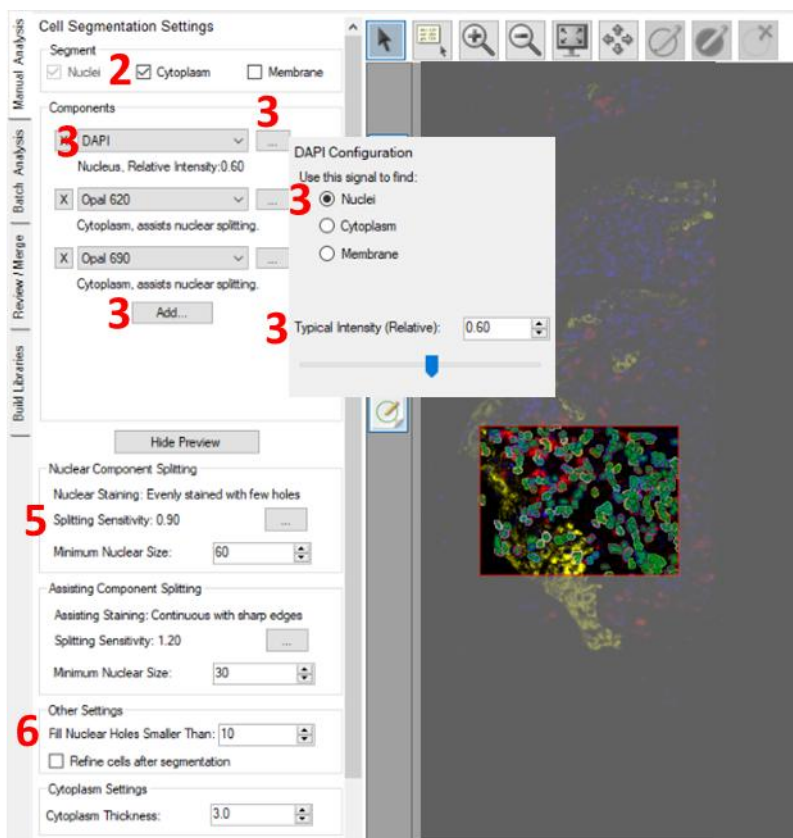 Cell Segmentation Settings
Segment
Nuclei 2 Cytoplasm Membrane
Components
3
X 3 DAPI ...
Nucleus, Relative Intensity:0.60
X Opal 620 ...
Cytoplasm, assists nuclear splitting.
X Opal 690 ...
Cytoplasm, assists nuclear splitting.
3 Add...
Hide Preview
Nuclear Component Splitting
Nuclear Staining: Evenly stained with few holes
5 Splitting Sensitivity: 0.90 ...
Minimum Nuclear Size: 60
Assisting Component Splitting
Assisting Staining: Continuous with sharp edges
Splitting Sensitivity: 1.20 ...
Minimum Nuclear Size: 30
Other Settings
6 Fill Nuclear Holes Smaller Than: 10
Refine cells after segmentation
Cytoplasm Settings
Cytoplasm Thickness: 3.0
DAPI Configuration
Use this signal to find:
3 Nuclei
Cytoplasm
Membrane
3 Typical Intensity (Relative): 0.60
Manual Analysis
Batch Analysis
Review / Merge
Build Libraries